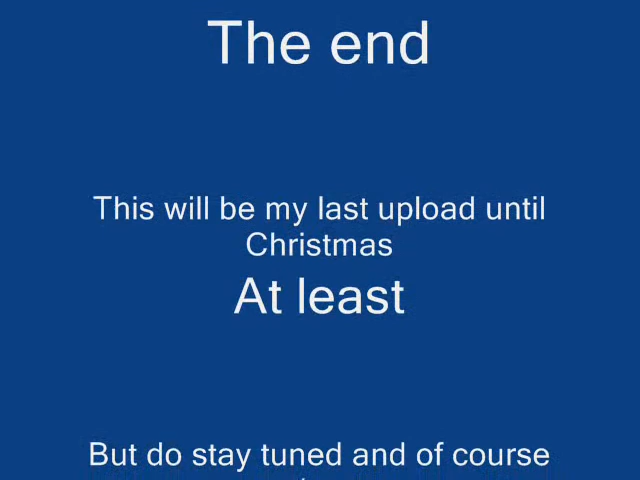 The end
This will be my last upload until
Christmas
At least
But do stay tuned and of course